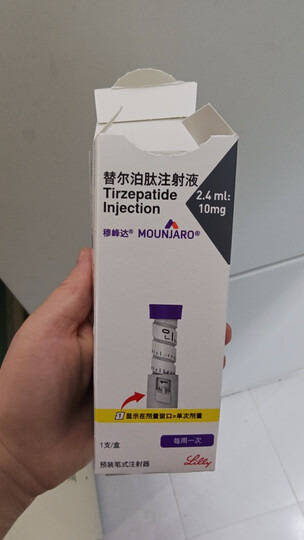 替尔泊肽注射液
Tirzepatide
Injection
2.4 ml:
10mg
穆峰达® MOUNJARO®
1
显示在剂量窗口=单次剂量
每周一次
1支/盒
预装笔式注射器
Lilly